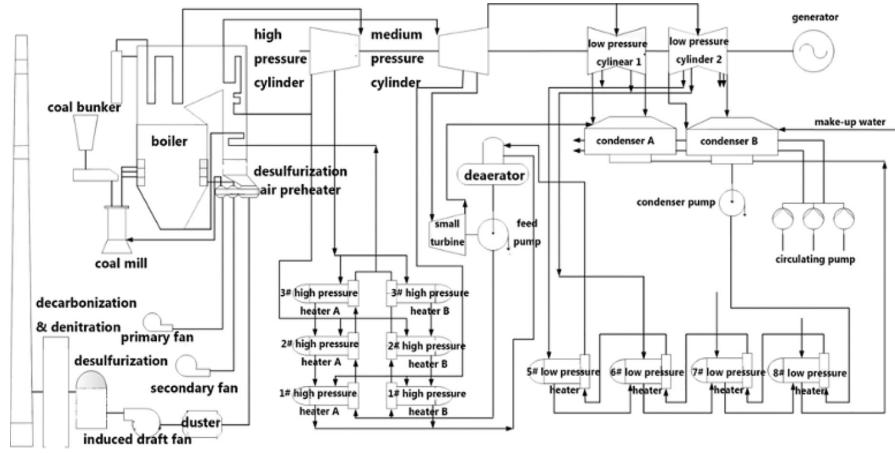 generator
high
pressure
cylinder
medium
pressure
cylinder
low pressure
cylinear 1
low pressure
cylinder 2
coal bunker
boiler
make-up water
condenser A
condenser B
desulfurization
air preheater
deaerator
condenser pump
small
turbine
feed
pump
circulating pump
coal mill
3# high pressure
heater A
3# high pressure
heater B
decarbonization
& denitration
primary fan
2# high pressure
heater A
2# high pressure
heater B
desulfurization
secondary fan
5# low pressure
heater
6# low pressure
heater
7# low pressure
heater
8# low pressure
heater
1# high pressure
heater A
1# high pressure
heater B
induced draft fan
duster